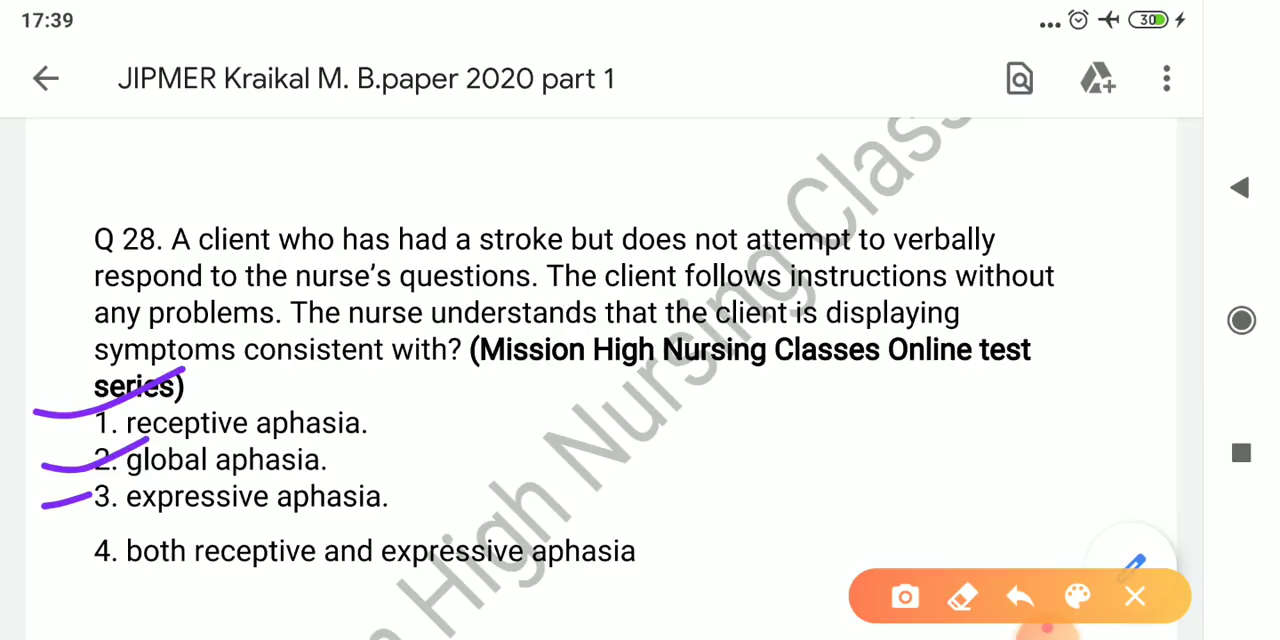 17:39
30
JIPMER Kraikal M. B.paper 2020 part 1
Q 28. A client who has had a stroke but does not attempt to verbally
respond to the nurse’s questions. The client follows instructions without
any problems. The nurse understands that the client is displaying
symptoms consistent with? (Mission High Nursing Classes Online test
series)
1. receptive aphasia.
2. global aphasia.
3. expressive aphasia.
4. both receptive and expressive aphasia
High Nursing Class